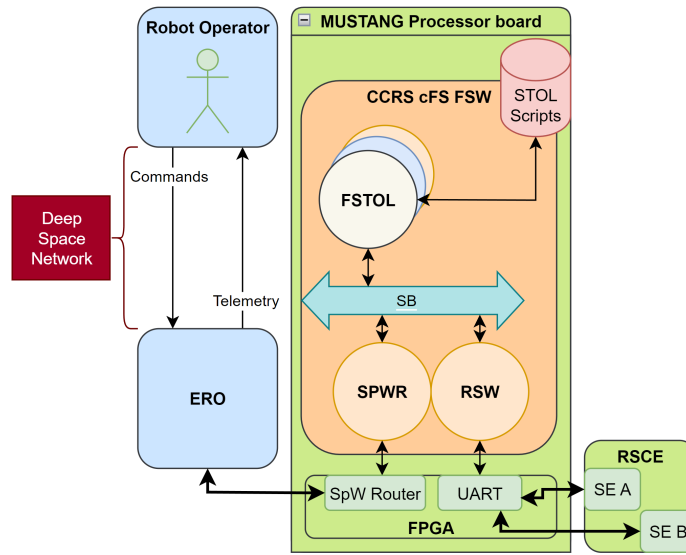 Robot Operator
MUSTANG Processor board
CCRS cFS FSW
STOL
Scripts
Commands
FSTOL
Deep
Space
Network
Telemetry
SB
ERO
SPWR
RSW
RSCE
SpW Router
UART
SE A
FPGA
SE B